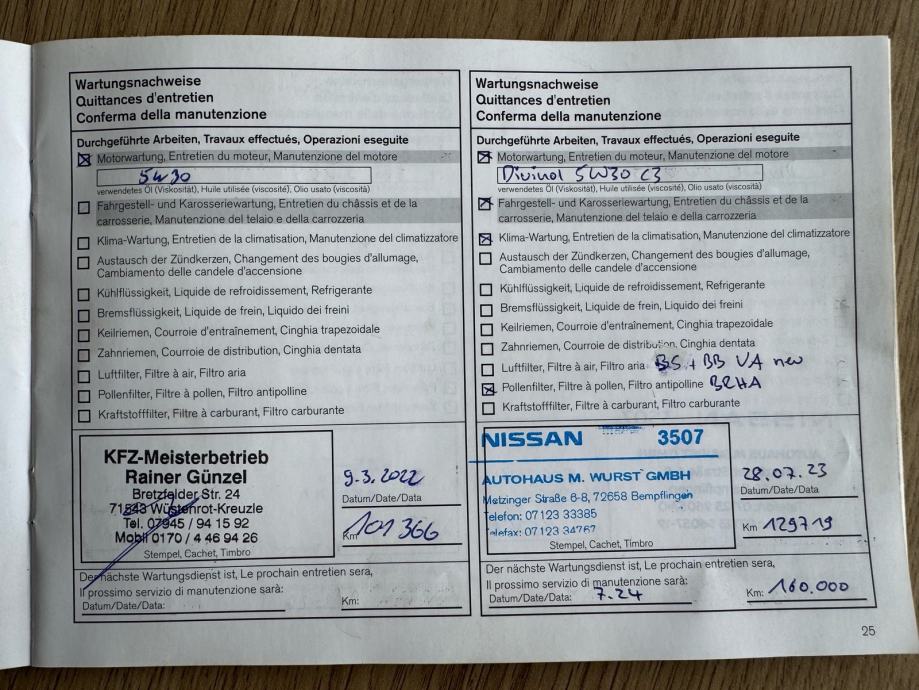 Wartungsnachweise
Quittances d'entretien
Conferma della manutenzione
Durchgeführte Arbeiten, Travaux effectués, Operazioni eseguite
Motorwartung, Entretien du moteur, Manutenzione del motore
5W30
verwendetes Öl (Viskosität), Huile utilisée (viscosité), Olio usato (viscosità)
Fahrgestell- und Karosseriewartung, Entretien du châssis et de la
carrosserie, Manutenzione del telaio e della carrozzeria
Klima-Wartung, Entretien de la climatisation, Manutenzione del climatizzatore
Austausch der Zündkerzen, Changement des bougies d'allumage,
Cambiamento delle candele d'accensione
Kühlflüssigkeit, Liquide de refroidissement, Refrigerante
Bremsflüssigkeit, Liquide de frein, Liquido dei freini
Keilriemen, Courroie d'entraînement, Cinghia trapezoidale
Zahnriemen, Courroie de distribution, Cinghia dentata
Luftfilter, Filtre à air, Filtro aria
Pollenfilter, Filtre à pollen, Filtro antipolline
Kraftstofffilter, Filtre à carburant, Filtro carburante
KFZ-Meisterbetrieb
Rainer Günzel
Bretzfelder Str. 24
71543 Wüstenrot-Kreuzle
Tel. 07945 / 94 15 92
Mobil 0170 / 4 46 94 26
Stempel, Cachet, Timbro
9.3.2022
Datum/Date/Data:
Km 101 366
Der nächste Wartungsdienst ist, Le prochain entretien sera,
Il prossimo servizio di manutenzione sarà:
Datum/Date/Data:
Km:
Wartungsnachweise
Quittances d'entretien
Conferma della manutenzione
Durchgeführte Arbeiten, Travaux effectués, Operazioni eseguite
Motorwartung, Entretien du moteur, Manutenzione del motore
Divinol 5W30 C3
verwendetes Öl (Viskosität), Huile utilisée (viscosité), Olio usato (viscosità)
Fahrgestell- und Karosseriewartung, Entretien du châssis et de la
carrosserie, Manutenzione del telaio e della carrozzeria
Klima-Wartung, Entretien de la climatisation, Manutenzione del climatizzatore
Austausch der Zündkerzen, Changement des bougies d'allumage,
Cambiamento delle candele d'accensione
Kühlflüssigkeit, Liquide de refroidissement, Refrigerante
Bremsflüssigkeit, Liquide de frein, Liquido dei freini
Keilriemen, Courroie d'entraînement, Cinghia trapezoidale
Zahnriemen, Courroie de distribution, Cinghia dentata
Luftfilter, Filtre à air, Filtro aria BS + BB VA neu
Pollenfilter, Filtre à pollen, Filtro antipolline BRHA
Kraftstofffilter, Filtre à carburant, Filtro carburante
NISSAN 3507
AUTOHAUS M. WURST GMBH
Metzinger Straße 6-8, 72658 Bempflingen
Telefon: 07123 33385
Telefax: 07123 34767
Stempel, Cachet, Timbro
28.07.23
Datum/Date/Data:
Km 129719
Der nächste Wartungsdienst ist, Le prochain entretien sera,
Il prossimo servizio di manutenzione sarà:
Datum/Date/Data: 7.24
Km: 160.000
25